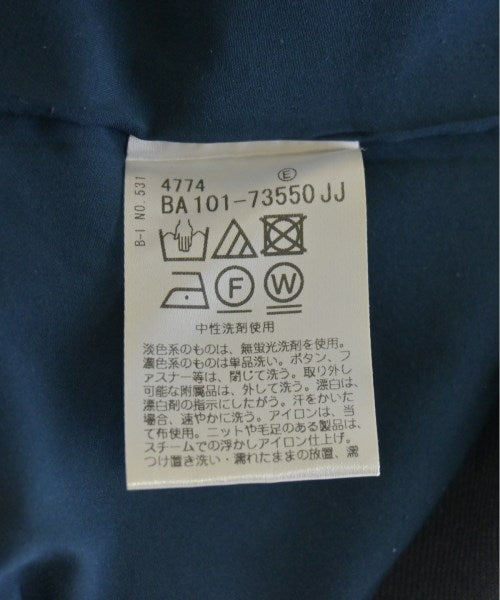 B-I NO.531
4774
Ⓔ
BA101-73550JJ
F
W
中性洗剤使用
淡色系のものは、無蛍光洗剤を使用。
濃色系のものは単品洗い。ボタン、フ
ァスナー等は、閉じて洗う。取り外し
可能な附属品は、外して洗う。漂白は、
漂白剤の指示にしたがう。汗をかいた
場合、速やかに洗う。アイロンは、当
て布使用。ニットや毛足のある製品は、
スチームでの浮かしアイロン仕上げ。
つけ置き洗い・濡れたままの放置、濡